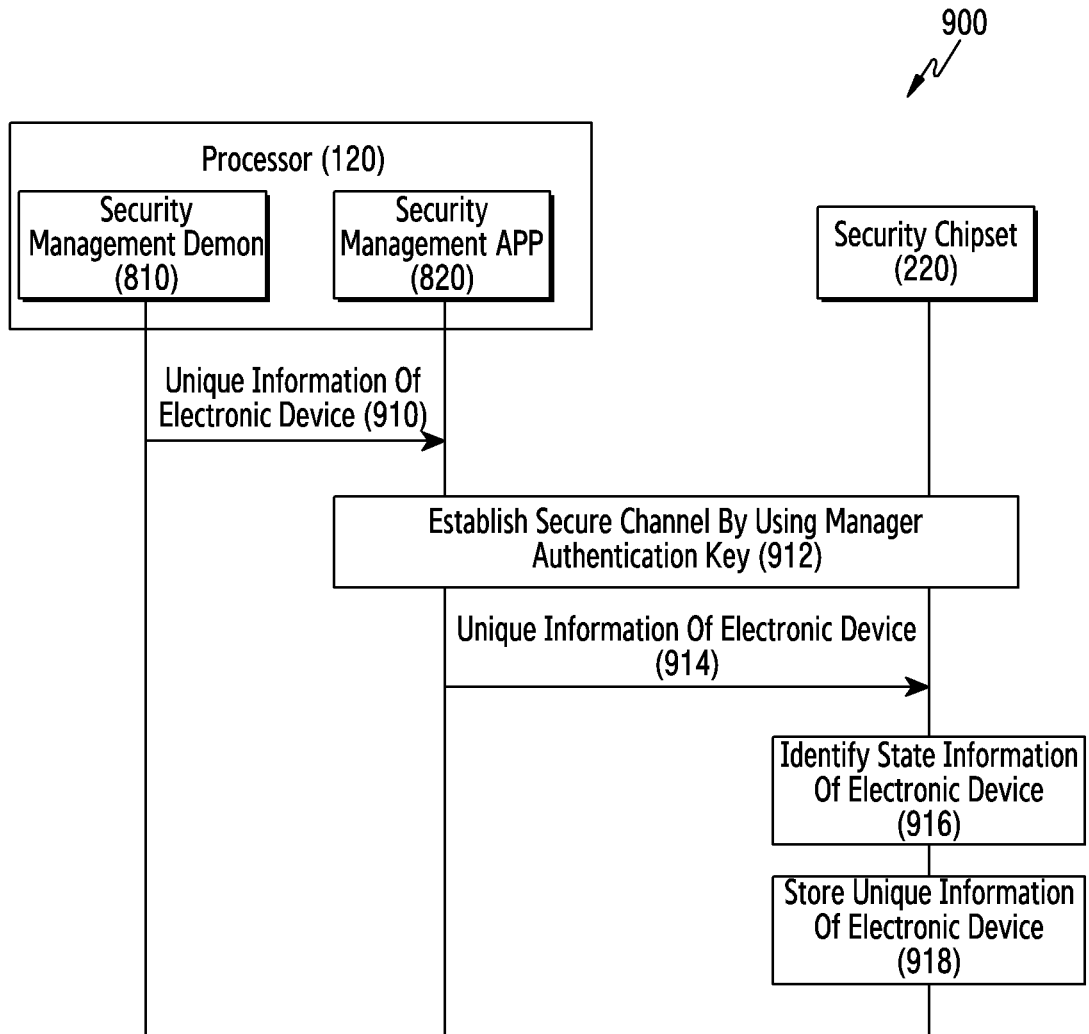 900
Processor (120)
Security
Management Demon
(810)
Security
Management APP
(820)
Security Chipset
(220)
Unique Information Of
Electronic Device (910)
Establish Secure Channel By Using Manager
Authentication Key (912)
Unique Information Of Electronic Device
(914)
Identify State Information
Of Electronic Device
(916)
Store Unique Information
Of Electronic Device
(918)